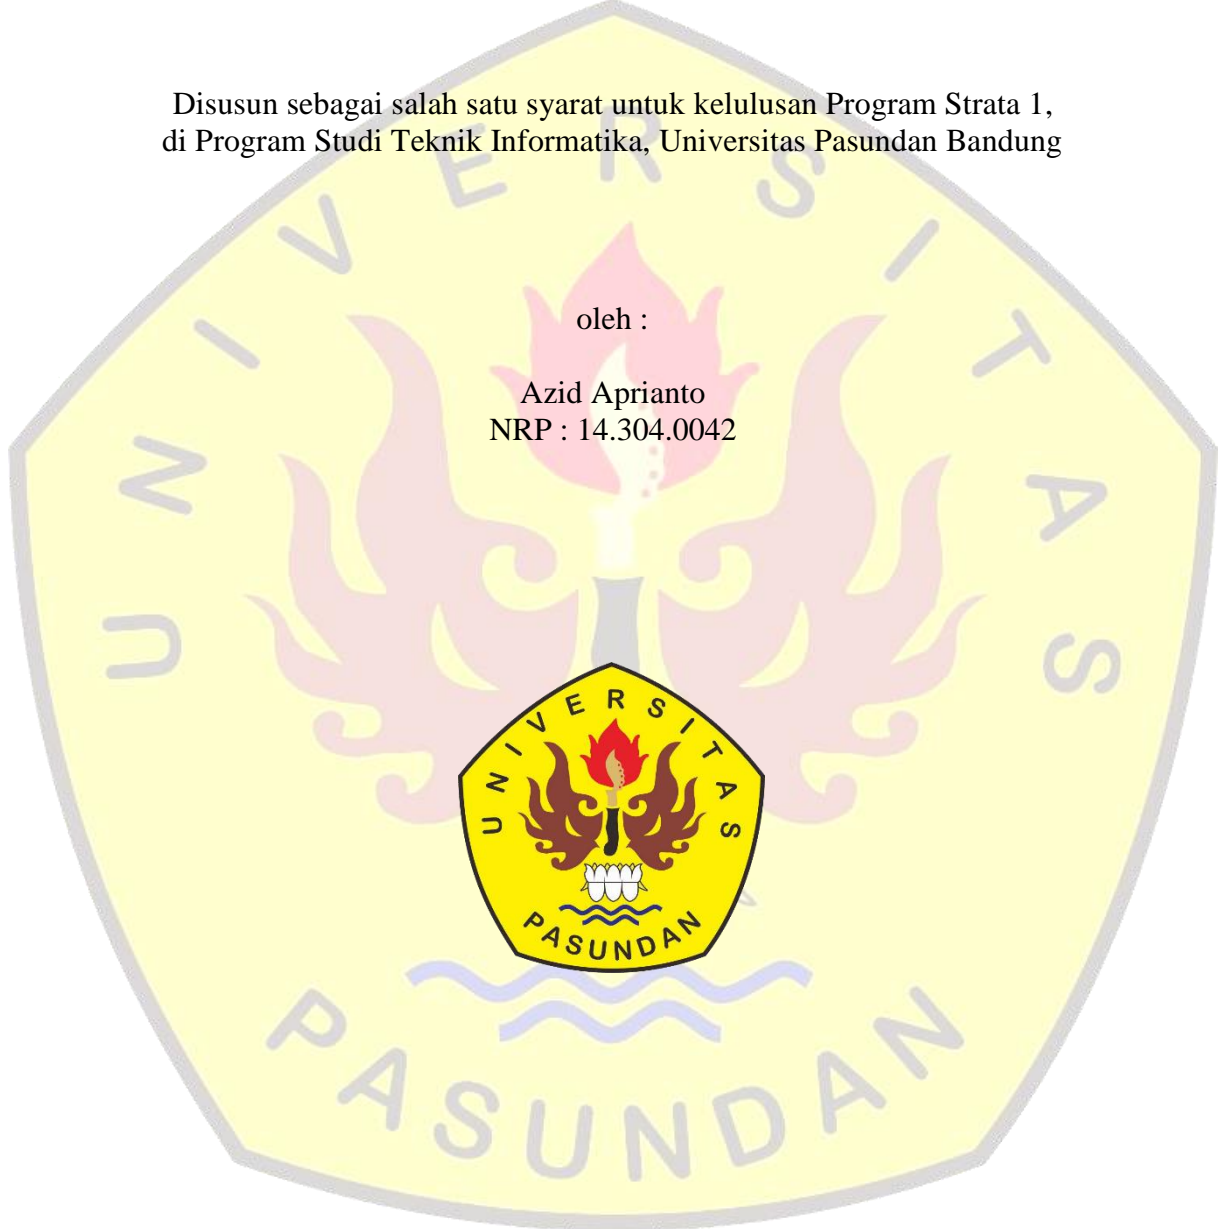 Disusun sebagai salah satu syarat untuk kelulusan Program Strata 1,
di Program Studi Teknik Informatika, Universitas Pasundan Bandung
oleh :
Azid Aprianto
NRP : 14.304.0042
UNIVERSITAS
PASUNDAN
UNIVERSITAS
PASUNDAN